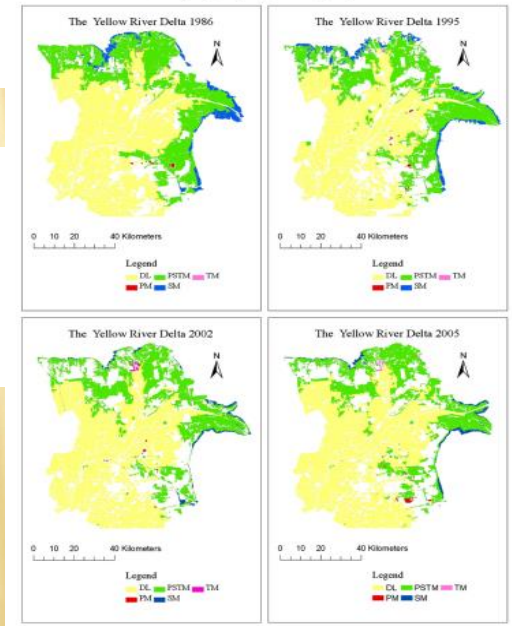 The Yellow River Delta 1986
N
0 10 20 40 Kilometers
Legend
DL PSTM TM
PM SM
The Yellow River Delta 1995
N
0 10 20 40 Kilometers
Legend
DL PSTM TM
PM SM
The Yellow River Delta 2002
N
0 10 20 40 Kilometers
Legend
DL PSTM TM
PM SM
The Yellow River Delta 2005
N
0 10 20 40 Kilometers
Legend
DL PSTM TM
PM SM